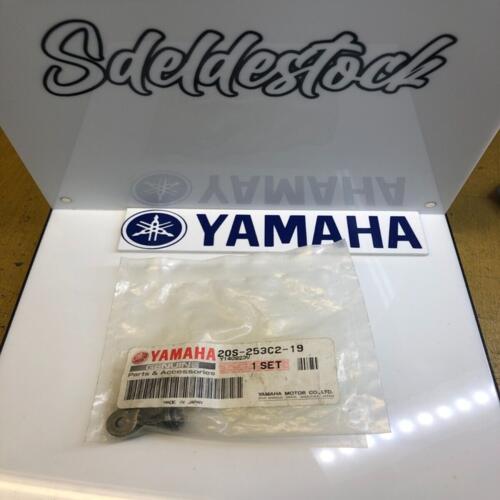 Sdeldestock
YAMAHA
YAMAHA
20S-253C2-19
GENUINE
Parts & Accessories
1 SET
MADE IN JAPAN
YAMAHA MOTOR CO., LTD.